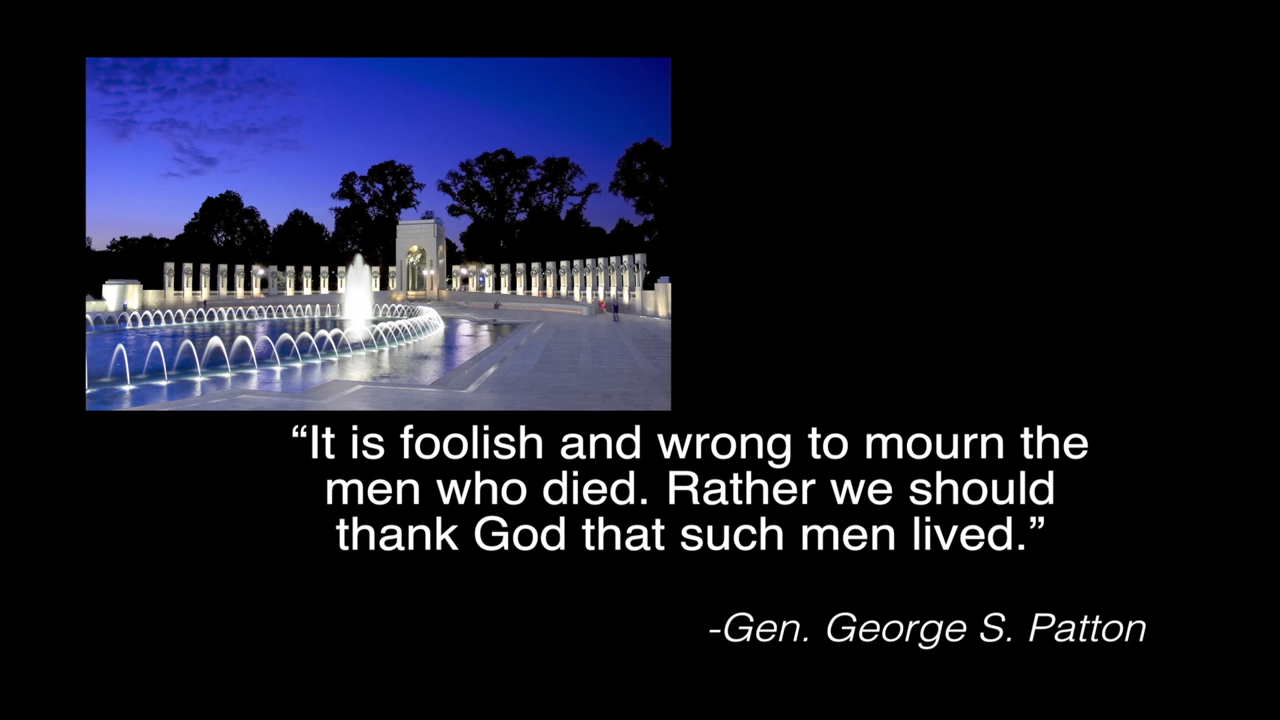 “It is foolish and wrong to mourn the
men who died. Rather we should
thank God that such men lived.”
-Gen. George S. Patton